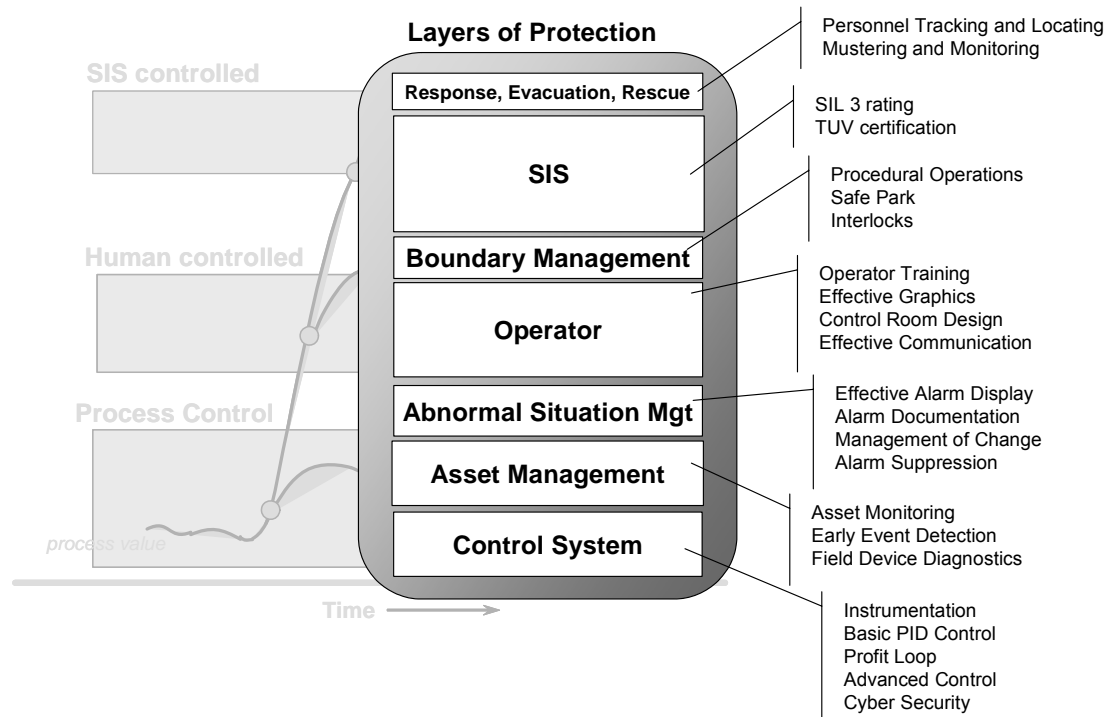 Layers of Protection
SIS controlled
Human controlled
Process Control
process value
Time
Response, Evacuation, Rescue
SIS
Boundary Management
Operator
Abnormal Situation Mgt
Asset Management
Control System
Personnel Tracking and Locating
Mustering and Monitoring
SIL 3 rating
TUV certification
Procedural Operations
Safe Park
Interlocks
Operator Training
Effective Graphics
Control Room Design
Effective Communication
Effective Alarm Display
Alarm Documentation
Management of Change
Alarm Suppression
Asset Monitoring
Early Event Detection
Field Device Diagnostics
Instrumentation
Basic PID Control
Profit Loop
Advanced Control
Cyber Security